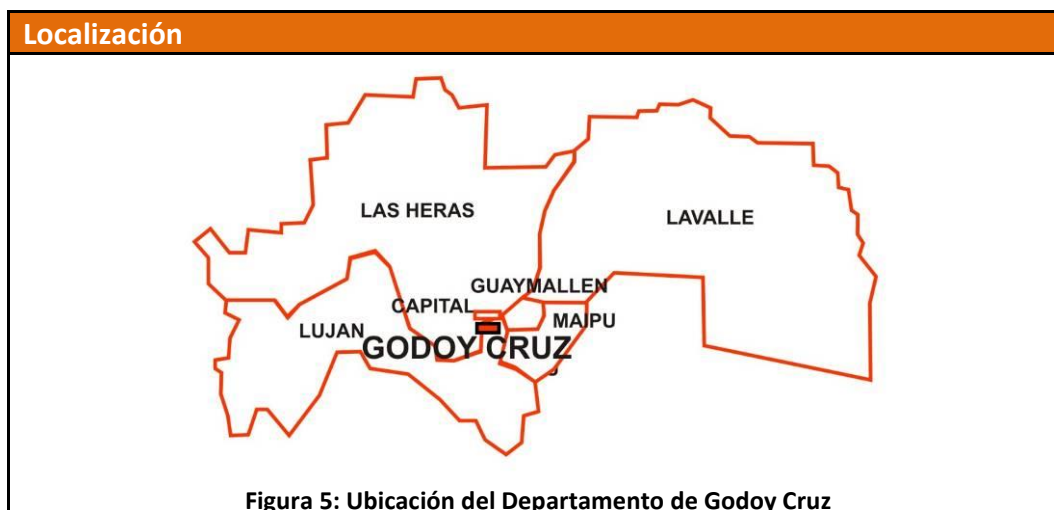 Localización
LAS HERAS
LAVALLE
GUAYMALLEN
CAPITAL
MAIPU
LUJAN
GODOY CRUZ
Figura 5: Ubicación del Departamento de Godoy Cruz